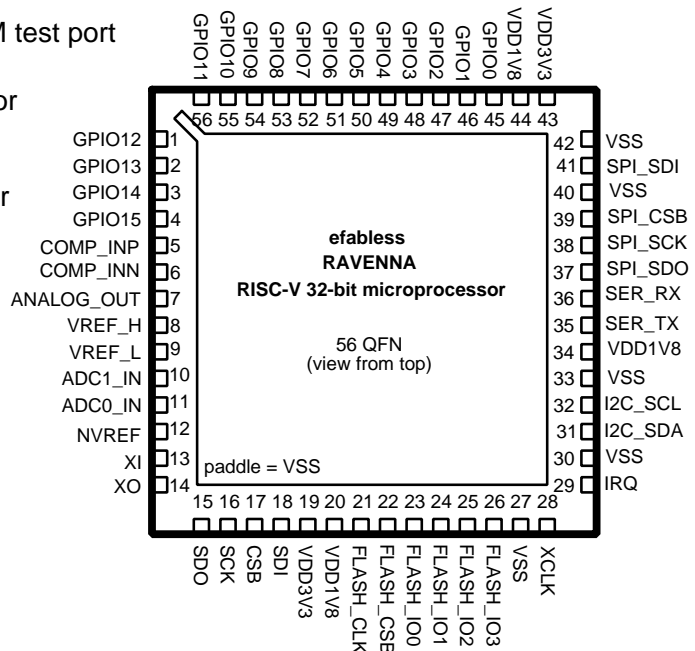 M test port
or
r
GPIO11
GPIO10
GPIO9
GPIO8
GPIO7
GPIO6
GPIO5
GPIO4
GPIO3
GPIO2
GPIO1
GPIO0
VDD1V8
VDD3V3
56 55 54 53 52 51 50 49 48 47 46 45 44 43
GPIO12 1
GPIO13 2
GPIO14 3
GPIO15 4
COMP_INP 5
COMP_INN 6
ANALOG_OUT 7
VREF_H 8
VREF_L 9
ADC1_IN 10
ADC0_IN 11
NVREF 12
XI 13
XO 14
efabless
RAVENNA
RISC-V 32-bit microprocessor
56 QFN
(view from top)
paddle = VSS
42 VSS
41 SPI_SDI
40 VSS
39 SPI_CSB
38 SPI_SCK
37 SPI_SDO
36 SER_RX
35 SER_TX
34 VDD1V8
33 VSS
32 I2C_SCL
31 I2C_SDA
30 VSS
29 IRQ
15 16 17 18 19 20 21 22 23 24 25 26 27 28
SDO
SCK
CSB
SDI
VDD3V3
VDD1V8
FLASH_CLK
FLASH_CSB
FLASH_IO0
FLASH_IO1
FLASH_IO2
FLASH_IO3
VSS
XCLK